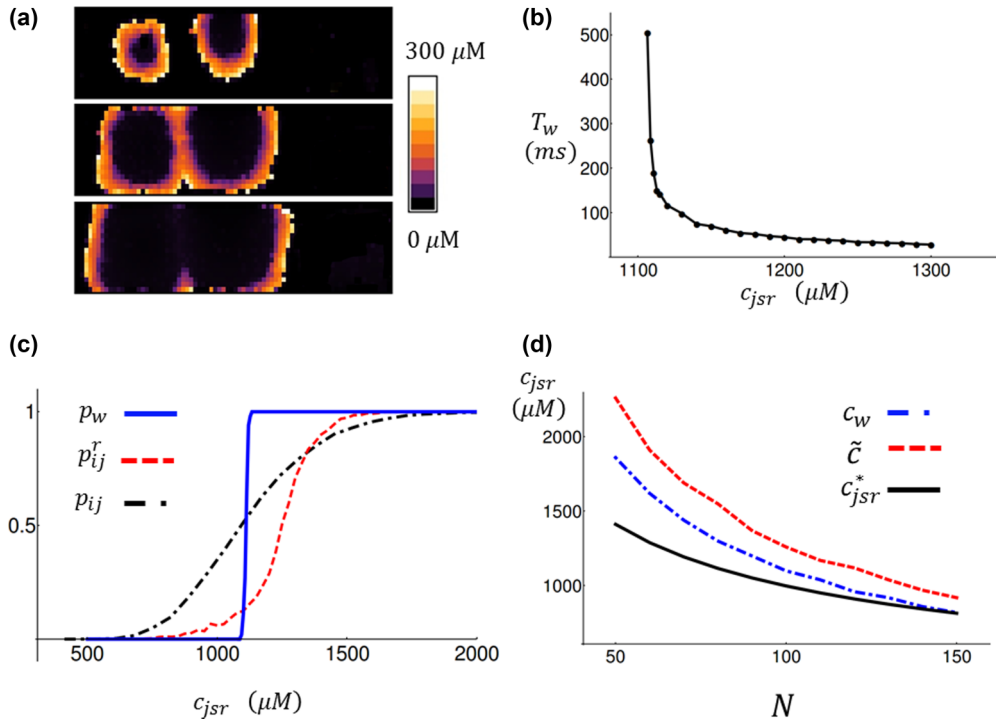 (a)
300 μM
0 μM
(b)
500
400
300
200
100
T_w
(ms)
1100 1200 1300
c_jsr (μM)
(c)
p_w
p^r_ij
p_ij
1
0.5
500 1000 1500 2000
c_jsr (μM)
(d)
c_jsr
(μM)
2000
1500
1000
c_w
c̃
c*_jsr
50 100 150
N